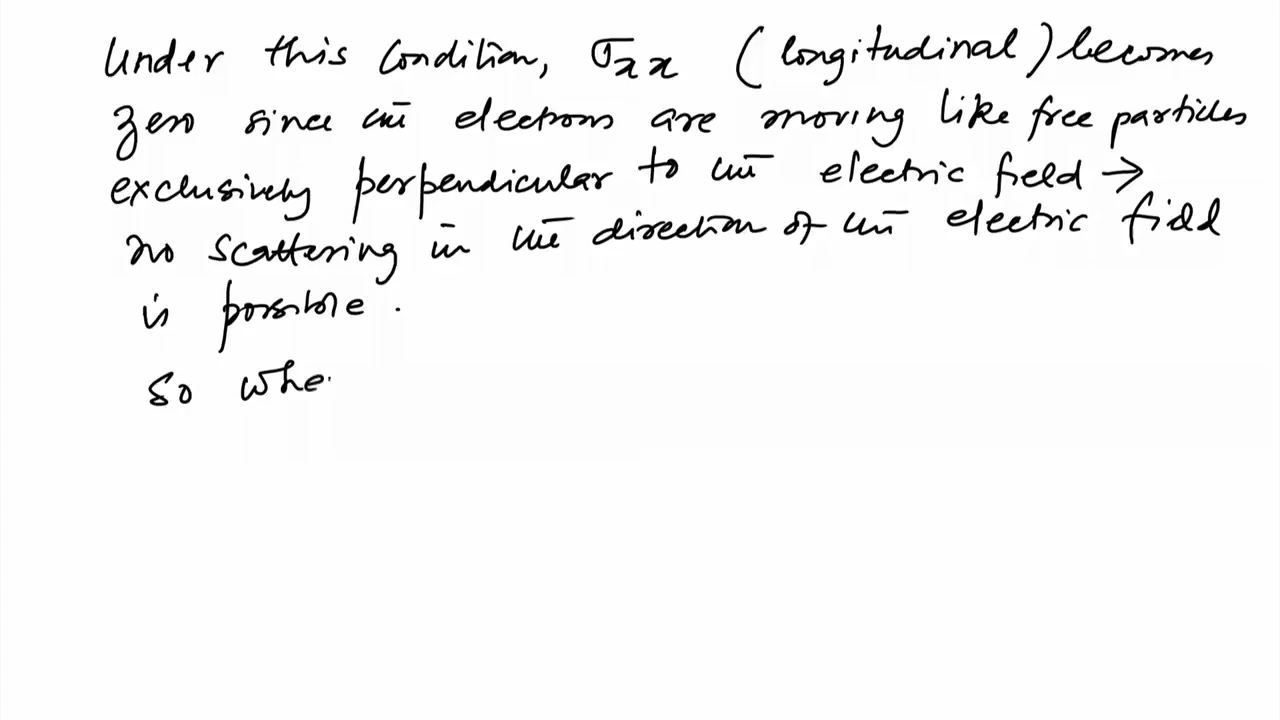 Under this condition, σxx (longitudinal) becomes
zero since the electrons are moving like free particles
exclusively perpendicular to the electric field →
no scattering in the direction of the electric field
is possible.
So whe